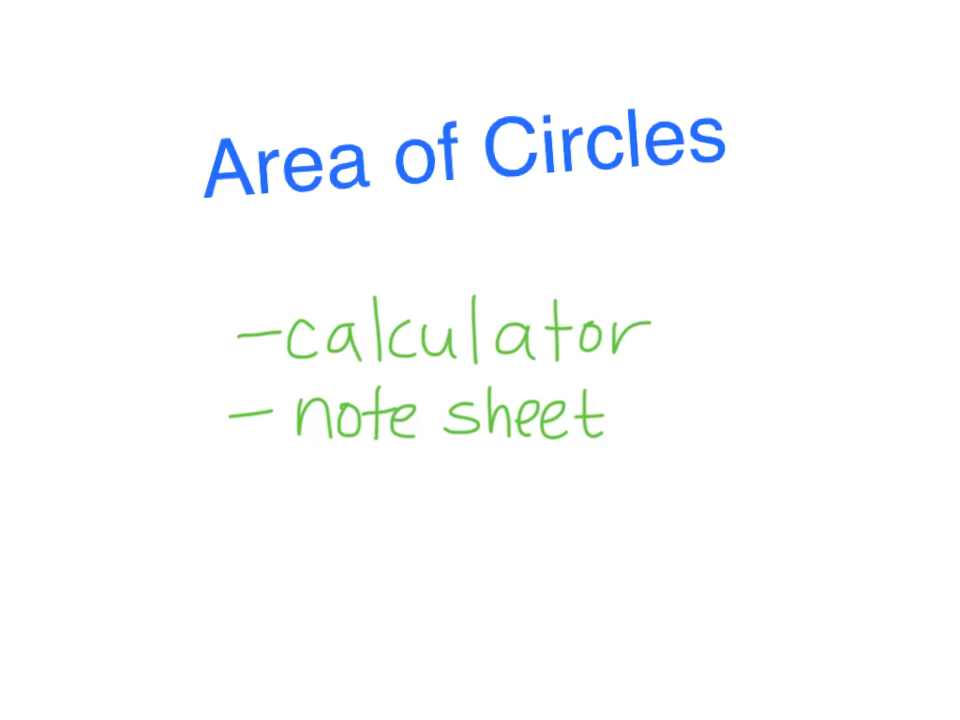 Area of Circles
- calculator
- note sheet